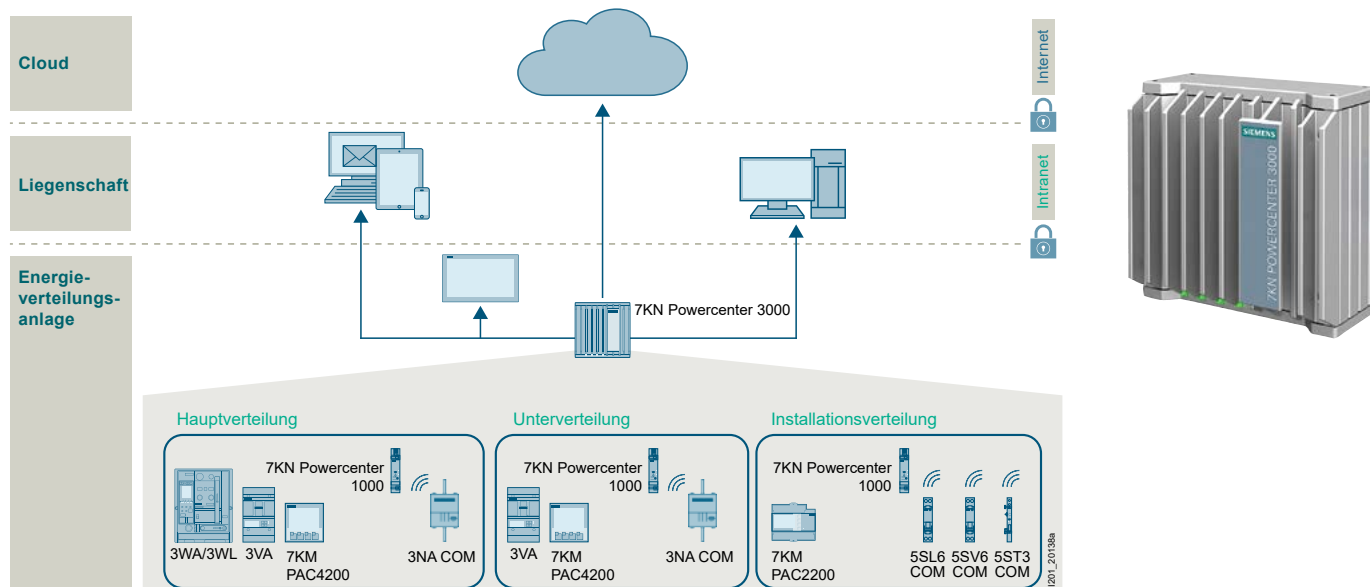 Cloud
Internet
Liegenschaft
Intranet
Energie-
verteilungs-
anlage
7KN Powercenter 3000
SIEMENS
7KN POWERCENTER 3000
Hauptverteilung
7KN Powercenter
1000
3WA/3WL
3VA
7KM
PAC4200
3NA COM
Unterverteilung
7KN Powercenter
1000
3VA
7KM
PAC4200
3NA COM
Installationsverteilung
7KN Powercenter
1000
7KM
PAC2200
5SL6
COM
5SV6
COM
5ST3
COM
I201_20138a